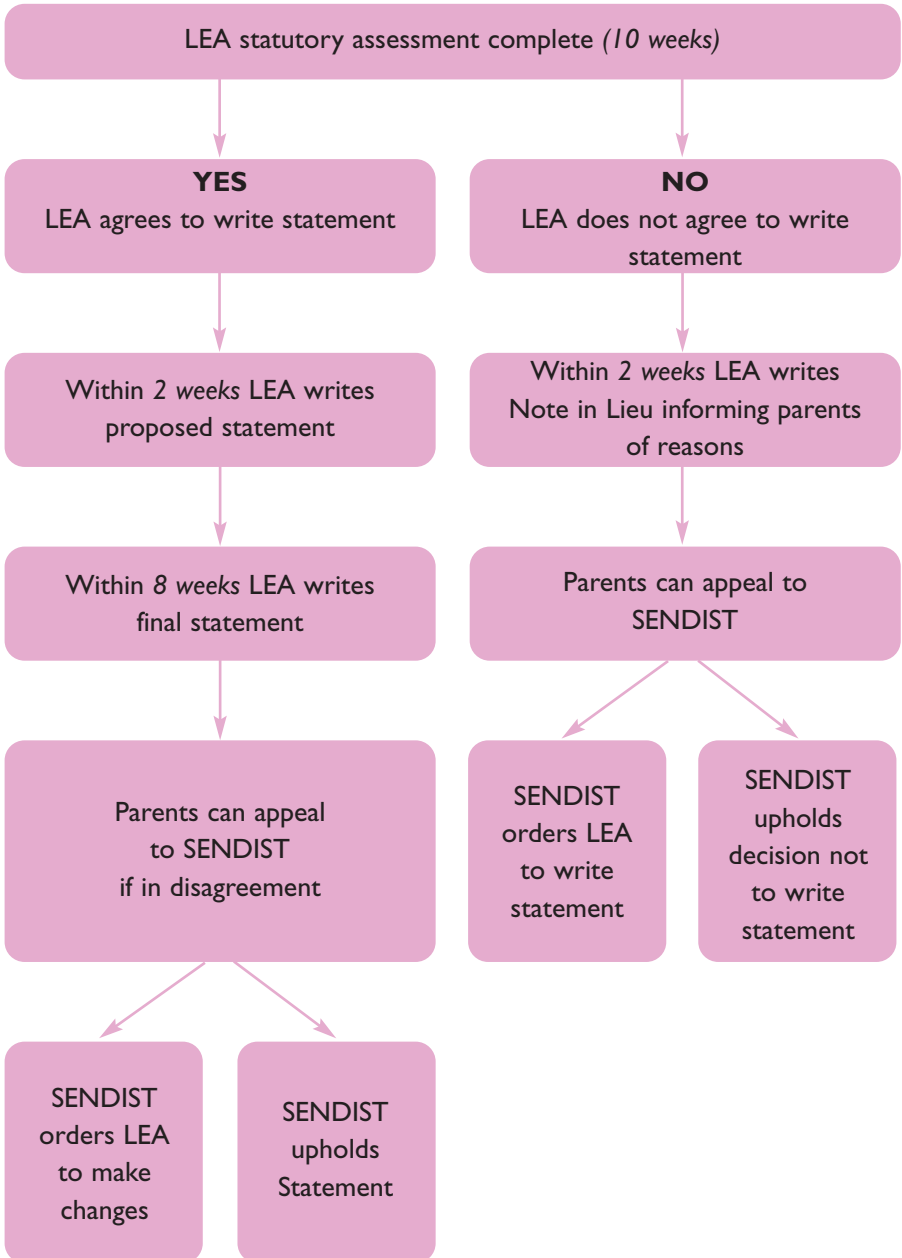 LEA statutory assessment complete (10 weeks)
YES
LEA agrees to write statement
NO
LEA does not agree to write
statement
Within 2 weeks LEA writes
proposed statement
Within 2 weeks LEA writes
Note in Lieu informing parents
of reasons
Within 8 weeks LEA writes
final statement
Parents can appeal to
SENDIST
Parents can appeal
to SENDIST
if in disagreement
SENDIST
orders LEA
to write
statement
SENDIST
upholds
decision not
to write
statement
SENDIST
orders LEA
to make
changes
SENDIST
upholds
Statement